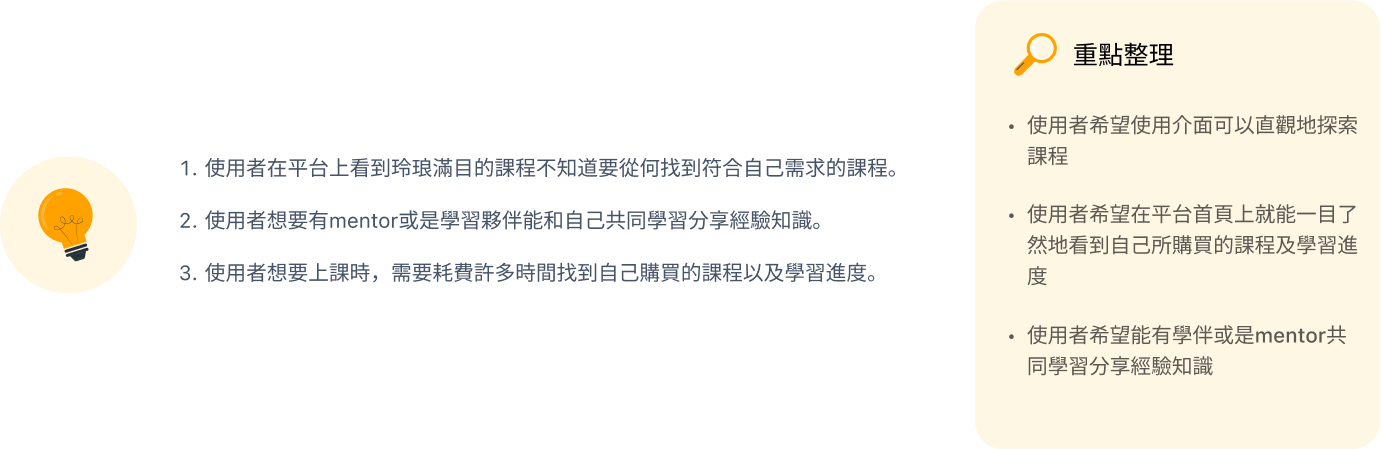 1. 使用者在平台上看到玲琅滿目的課程不知道要從何找到符合自己需求的課程。
2. 使用者想要有mentor或是學習夥伴能和自己共同學習分享經驗知識。
3. 使用者想要上課時，需要耗費許多時間找到自己購買的課程以及學習進度。
重點整理
• 使用者希望使用介面可以直觀地探索
課程
• 使用者希望在平台首頁上就能一目了
然地看到自己所購買的課程及學習進
度
• 使用者希望能有學伴或是mentor共
同學習分享經驗知識